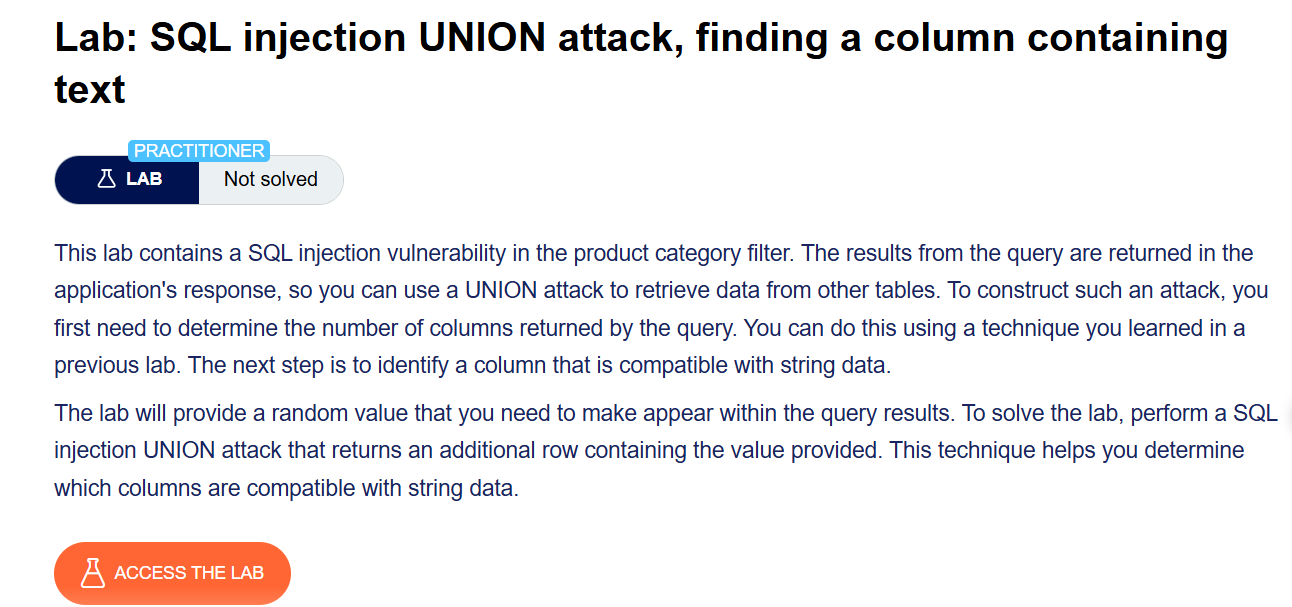 Lab: SQL injection UNION attack, finding a column containing
text
PRACTITIONER
LAB
Not solved
This lab contains a SQL injection vulnerability in the product category filter. The results from the query are returned in the
application's response, so you can use a UNION attack to retrieve data from other tables. To construct such an attack, you
first need to determine the number of columns returned by the query. You can do this using a technique you learned in a
previous lab. The next step is to identify a column that is compatible with string data.
The lab will provide a random value that you need to make appear within the query results. To solve the lab, perform a SQL
injection UNION attack that returns an additional row containing the value provided. This technique helps you determine
which columns are compatible with string data.
ACCESS THE LAB